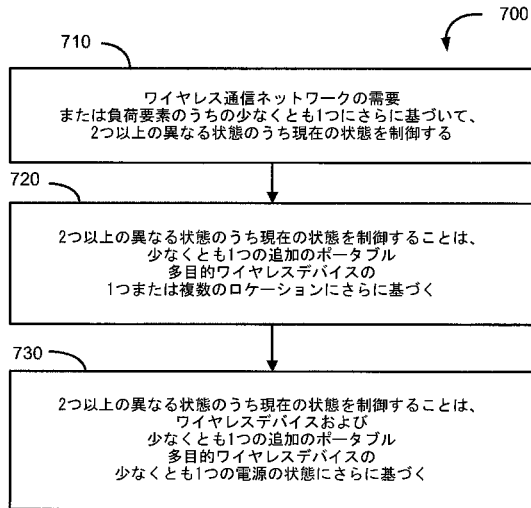 700
710
ワイヤレス通信ネットワークの需要
または負荷要素のうちの少なくとも1つにさらに基づいて、
2つ以上の異なる状態のうち現在の状態を制御する
720
2つ以上の異なる状態のうち現在の状態を制御することは、
少なくとも1つの追加のポータブル
多目的ワイヤレスデバイスの
1つまたは複数のロケーションにさらに基づく
730
2つ以上の異なる状態のうち現在の状態を制御することは、
ワイヤレスデバイスおよび
少なくとも1つの追加のポータブル
多目的ワイヤレスデバイスの
少なくとも1つの電源の状態にさらに基づく